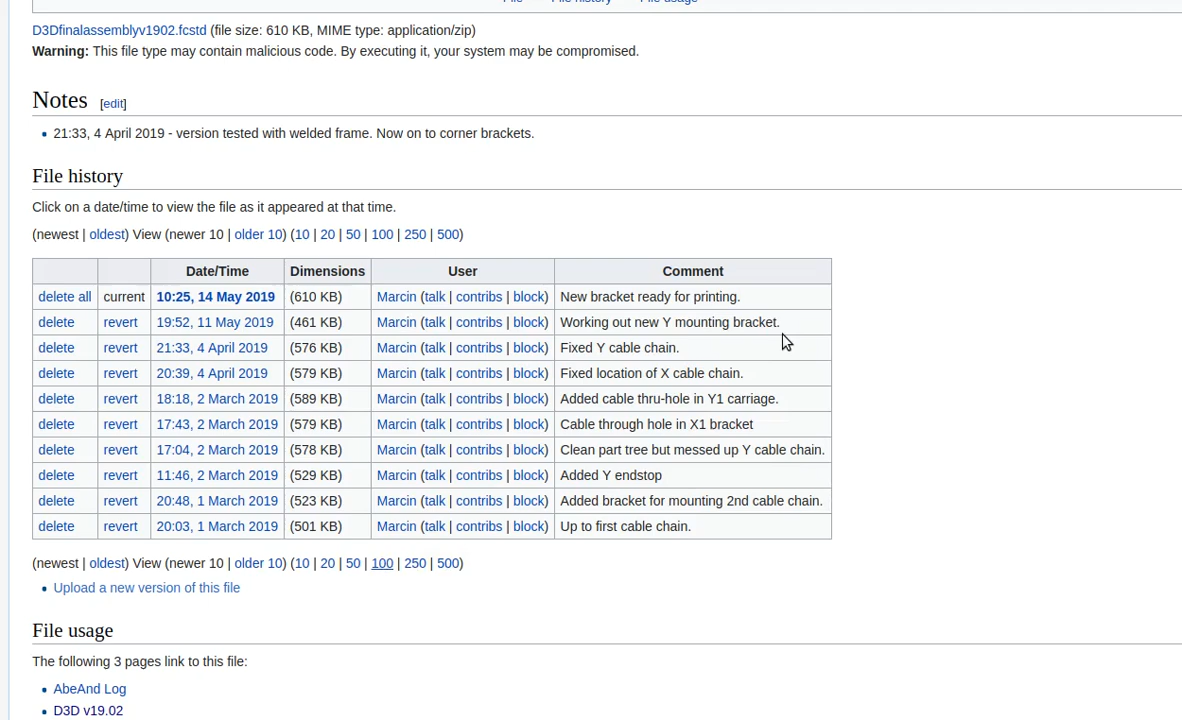 File File history File usage
D3Dfinalassemblyv1902.fcstd (file size: 610 KB, MIME type: application/zip)
Warning: This file type may contain malicious code. By executing it, your system may be compromised.
Notes [edit]
• 21:33, 4 April 2019 - version tested with welded frame. Now on to corner brackets.
File history
Click on a date/time to view the file as it appeared at that time.
(newest | oldest) View (newer 10 | older 10) (10 | 20 | 50 | 100 | 250 | 500)
Date/Time Dimensions User Comment
delete all current 10:25, 14 May 2019 (610 KB) Marcin (talk | contribs | block) New bracket ready for printing.
delete revert 19:52, 11 May 2019 (461 KB) Marcin (talk | contribs | block) Working out new Y mounting bracket.
delete revert 21:33, 4 April 2019 (576 KB) Marcin (talk | contribs | block) Fixed Y cable chain.
delete revert 20:39, 4 April 2019 (579 KB) Marcin (talk | contribs | block) Fixed location of X cable chain.
delete revert 18:18, 2 March 2019 (589 KB) Marcin (talk | contribs | block) Added cable thru-hole in Y1 carriage.
delete revert 17:43, 2 March 2019 (579 KB) Marcin (talk | contribs | block) Cable through hole in X1 bracket
delete revert 17:04, 2 March 2019 (578 KB) Marcin (talk | contribs | block) Clean part tree but messed up Y cable chain.
delete revert 11:46, 2 March 2019 (529 KB) Marcin (talk | contribs | block) Added Y endstop
delete revert 20:48, 1 March 2019 (523 KB) Marcin (talk | contribs | block) Added bracket for mounting 2nd cable chain.
delete revert 20:03, 1 March 2019 (501 KB) Marcin (talk | contribs | block) Up to first cable chain.
(newest | oldest) View (newer 10 | older 10) (10 | 20 | 50 | 100 | 250 | 500)
• Upload a new version of this file
File usage
The following 3 pages link to this file:
• AbeAnd Log
• D3D v19.02